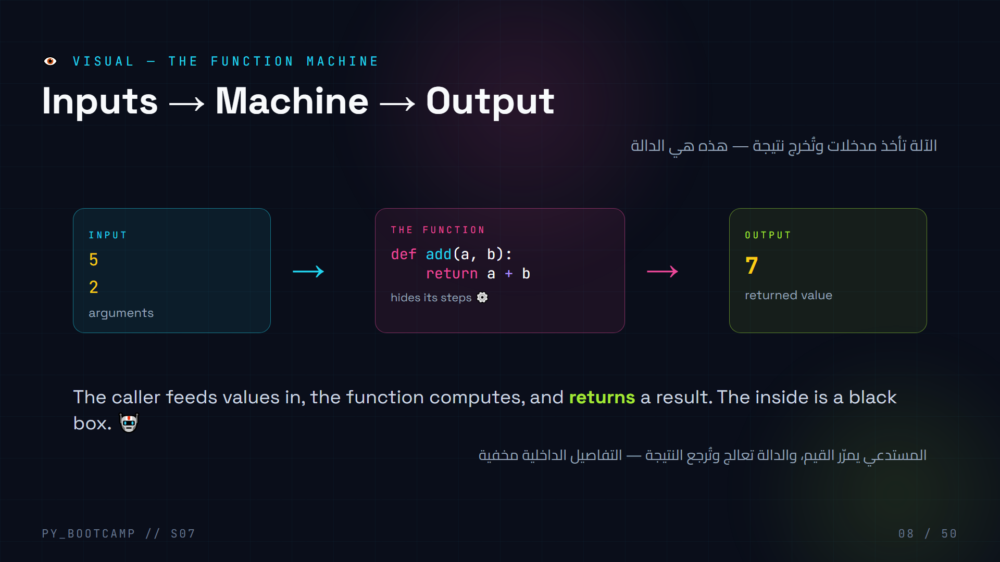 VISUAL — THE FUNCTION MACHINE
Inputs → Machine → Output
الآلة تأخذ مدخلات وتُخرج نتيجة — هذه هي الدالة
INPUT
5
2
arguments
→
THE FUNCTION
def add(a, b):
    return a + b
hides its steps
→
OUTPUT
7
returned value
The caller feeds values in, the function computes, and returns a result. The inside is a black
box.
المستدعي يمرّر القيم، والدالة تعالج وتُرجع النتيجة — التفاصيل الداخلية مخفية
PY_BOOTCAMP // S07
08 / 50